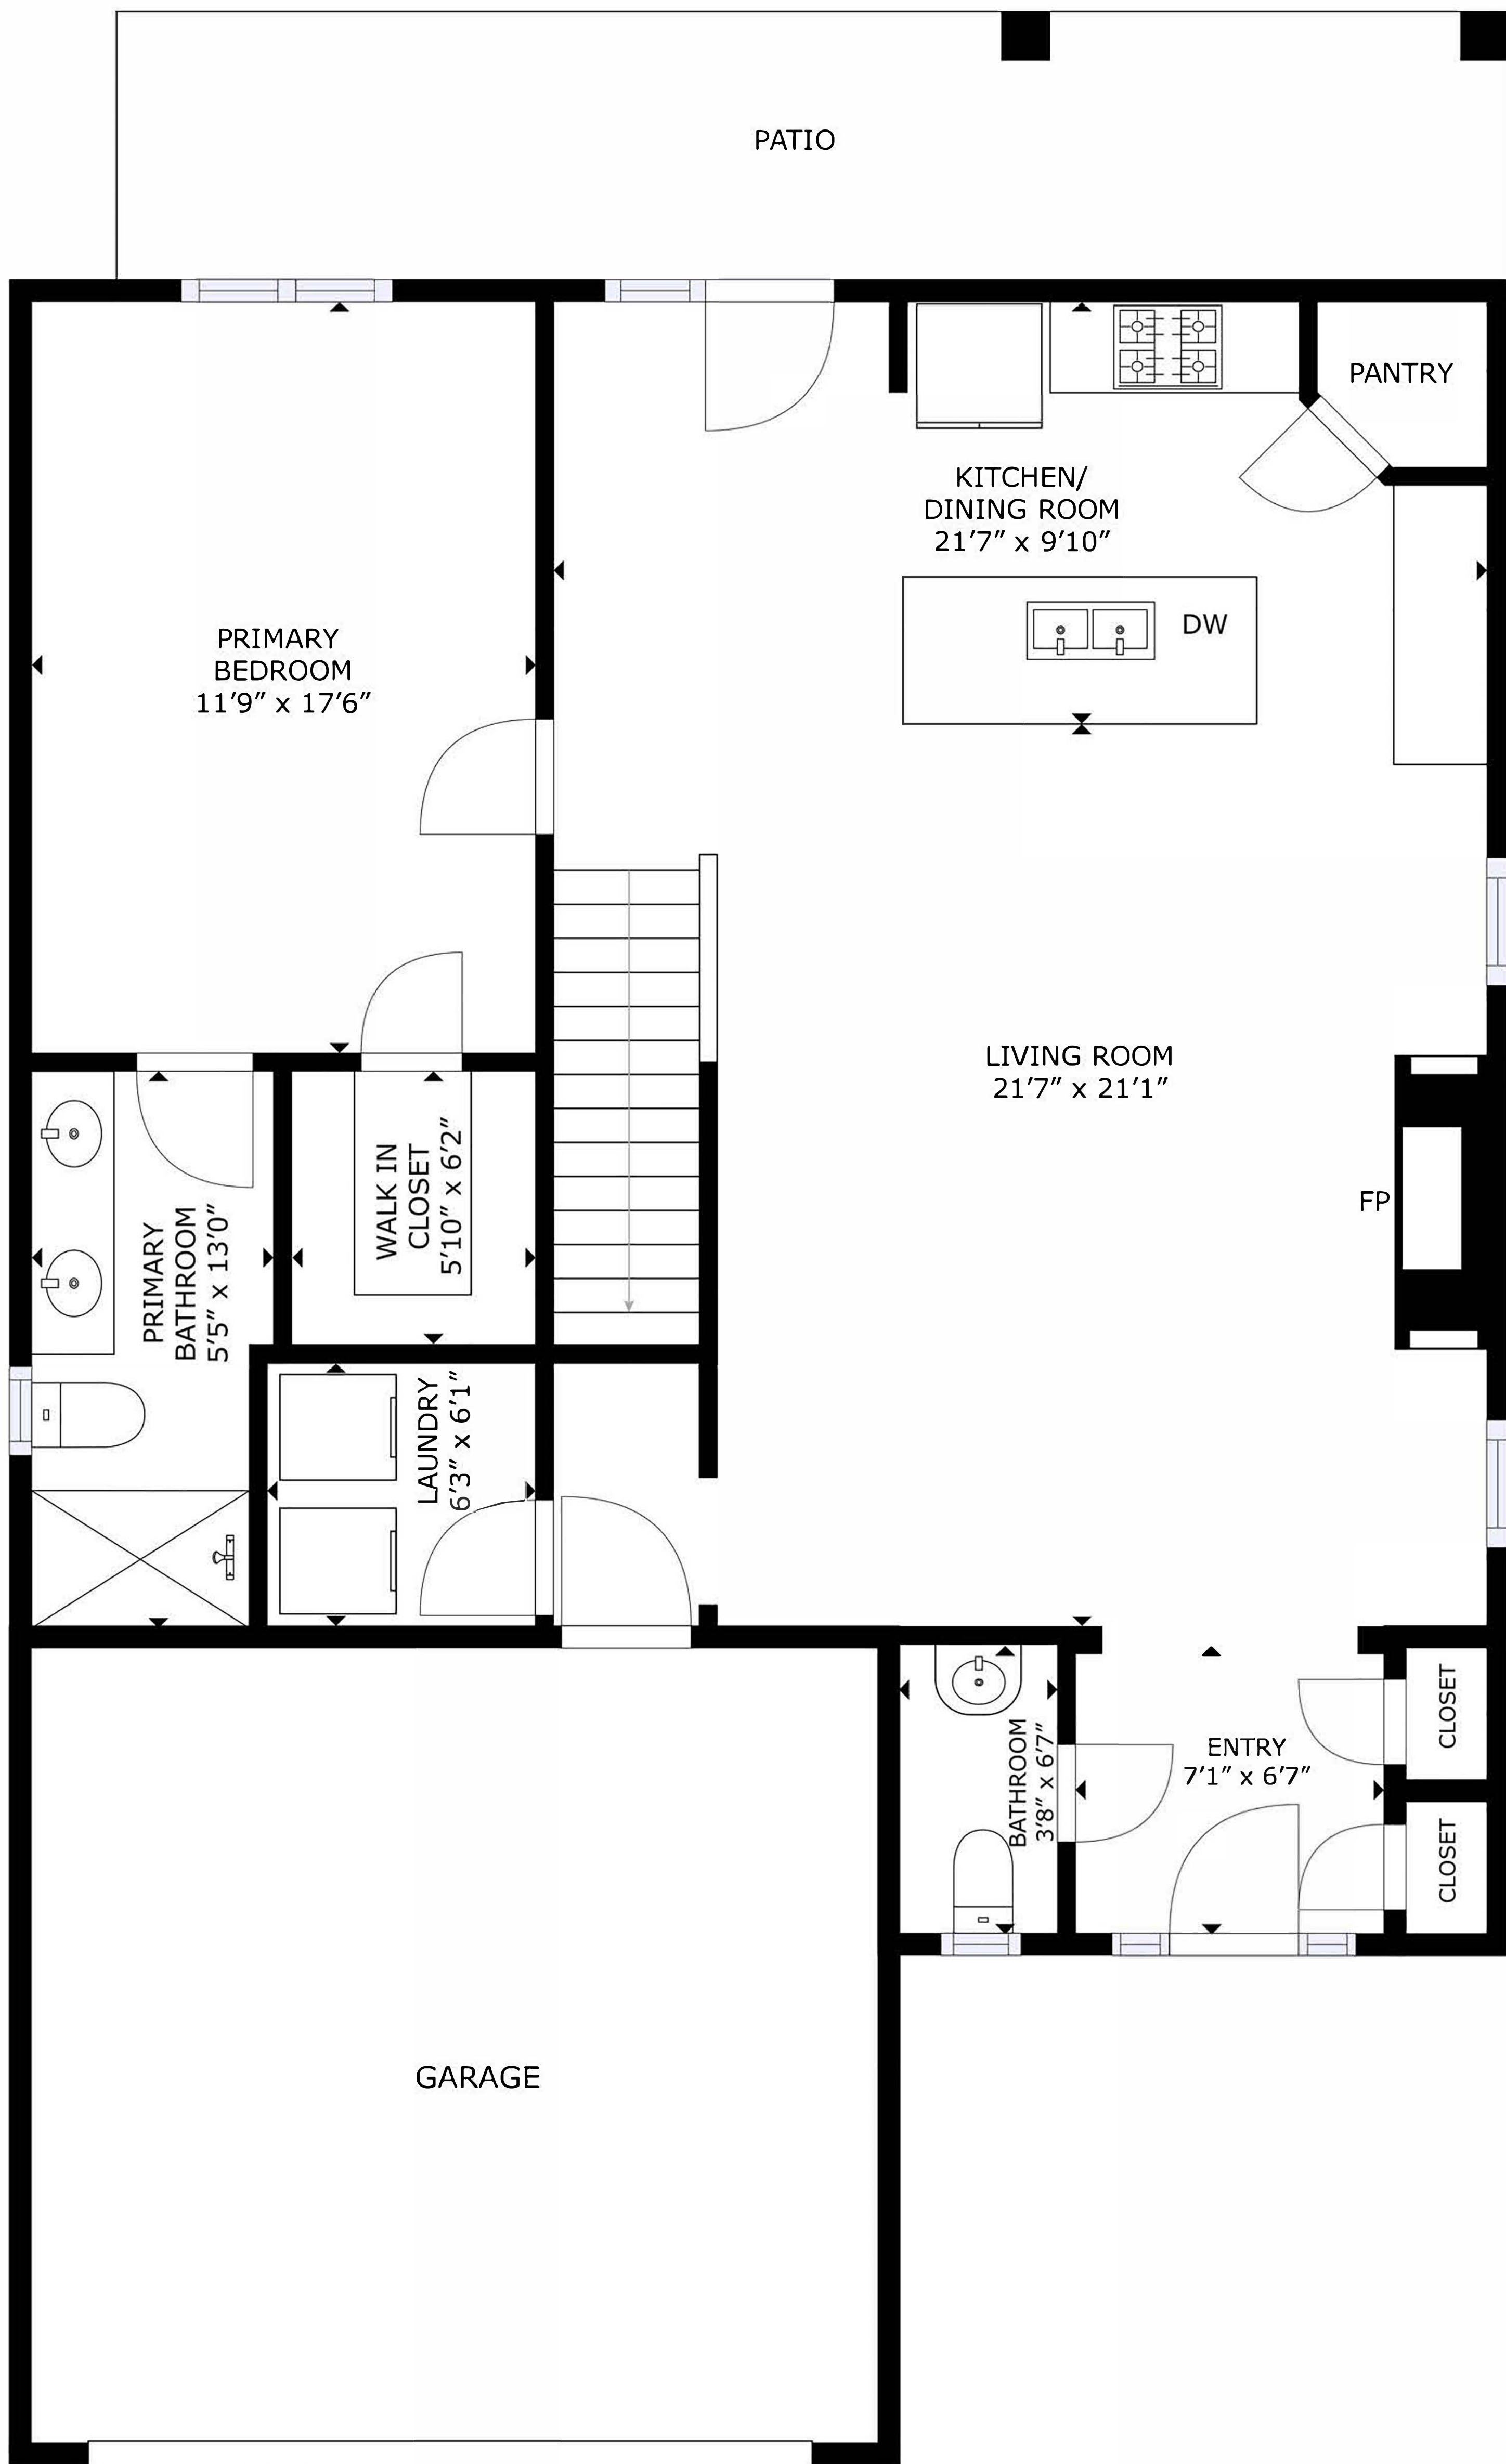 PATIO
PANTRY
KITCHEN/
DINING ROOM
21'7" x 9'10"
DW
PRIMARY
BEDROOM
11'9" x 17'6"
LIVING ROOM
21'7" x 21'1"
WALK IN
CLOSET
5'10" x 6'2"
PRIMARY
BATHROOM
5'5" x 13'0"
FP
LAUNDRY
6'3" x 6'1"
CLOSET
ENTRY
7'1" x 6'7"
BATHROOM
3'8" x 6'7"
CLOSET
GARAGE